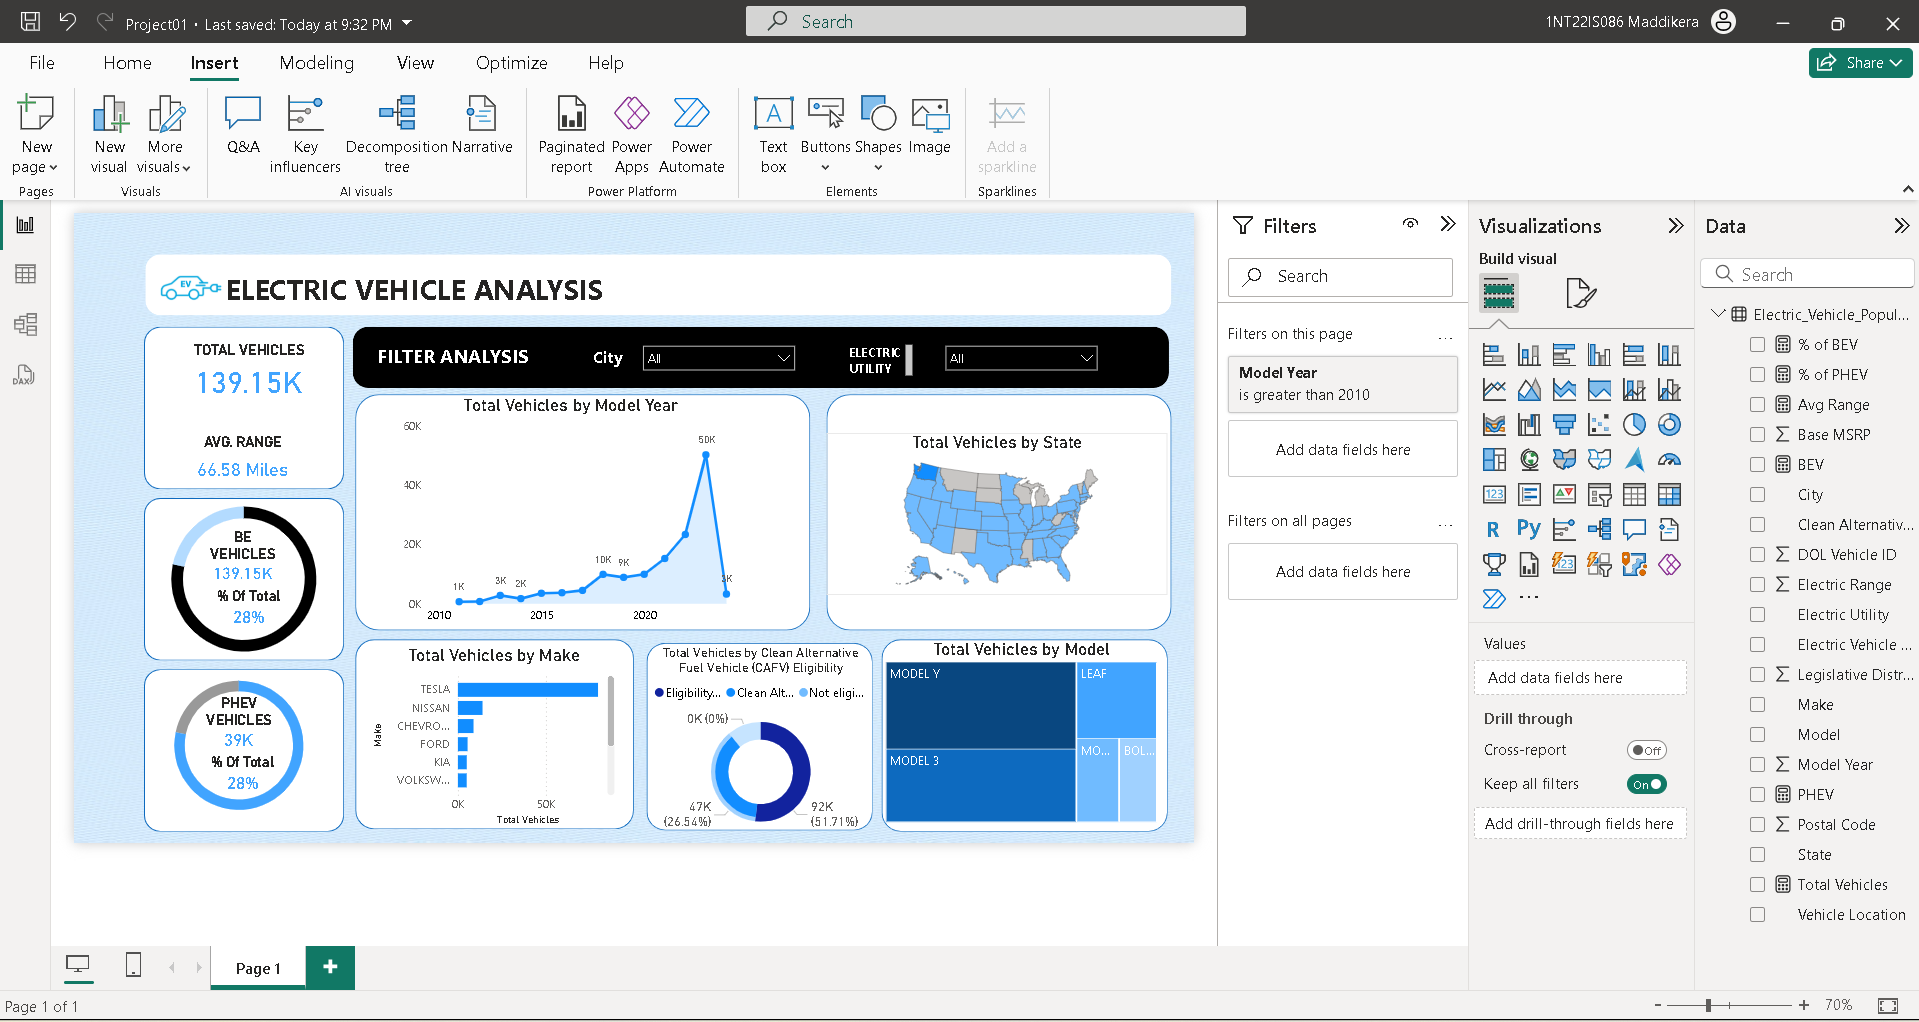 Project01 • Last saved: Today at 9:32 PM
Search
1NT22IS086 Maddikera
File Home Insert Modeling View Optimize Help
Share
New page
Pages
New visual
More visuals
Visuals
Q&A
Key influencers
Decomposition tree
Narrative
AI visuals
Paginated report
Power Apps
Power Automate
Power Platform
Text box
Buttons
Shapes
Image
Elements
Add a sparkline
Sparklines
DAX
EV
ELECTRIC VEHICLE ANALYSIS
TOTAL VEHICLES
139.15K
AVG. RANGE
66.58 Miles
FILTER ANALYSIS
City
All
ELECTRIC
UTILITY
All
BE
VEHICLES
139.15K
% Of Total
28%
PHEV
VEHICLES
39K
% Of Total
28%
Total Vehicles by Model Year
60K
40K
20K
0K
1K
3K
2K
10K
9K
50K
3K
2010
2015
2020
Total Vehicles by State
Total Vehicles by Make
Make
TESLA
NISSAN
CHEVRO...
FORD
KIA
VOLKSW...
0K
50K
Total Vehicles
Total Vehicles by Clean Alternative
Fuel Vehicle (CAFV) Eligibility
Eligibility... Clean Alt... Not eligi...
0K (0%)
47K
(26.54%)
92K
(51.71%)
Total Vehicles by Model
MODEL Y
MODEL 3
LEAF
MO...
BOL...
Filters
Search
Filters on this page
...
Model Year
is greater than 2010
Add data fields here
Filters on all pages
...
Add data fields here
Visualizations
Build visual
123
R
Py
123
...
Values
Add data fields here
Drill through
Cross-report
Off
Keep all filters
On
Add drill-through fields here
Data
Search
Electric_Vehicle_Popul...
% of BEV
% of PHEV
Avg Range
Σ Base MSRP
BEV
City
Clean Alternativ...
Σ DOL Vehicle ID
Σ Electric Range
Electric Utility
Electric Vehicle ...
Σ Legislative Distr...
Make
Model
Σ Model Year
PHEV
Σ Postal Code
State
Total Vehicles
Vehicle Location
Page 1
+
Page 1 of 1
- + 70%